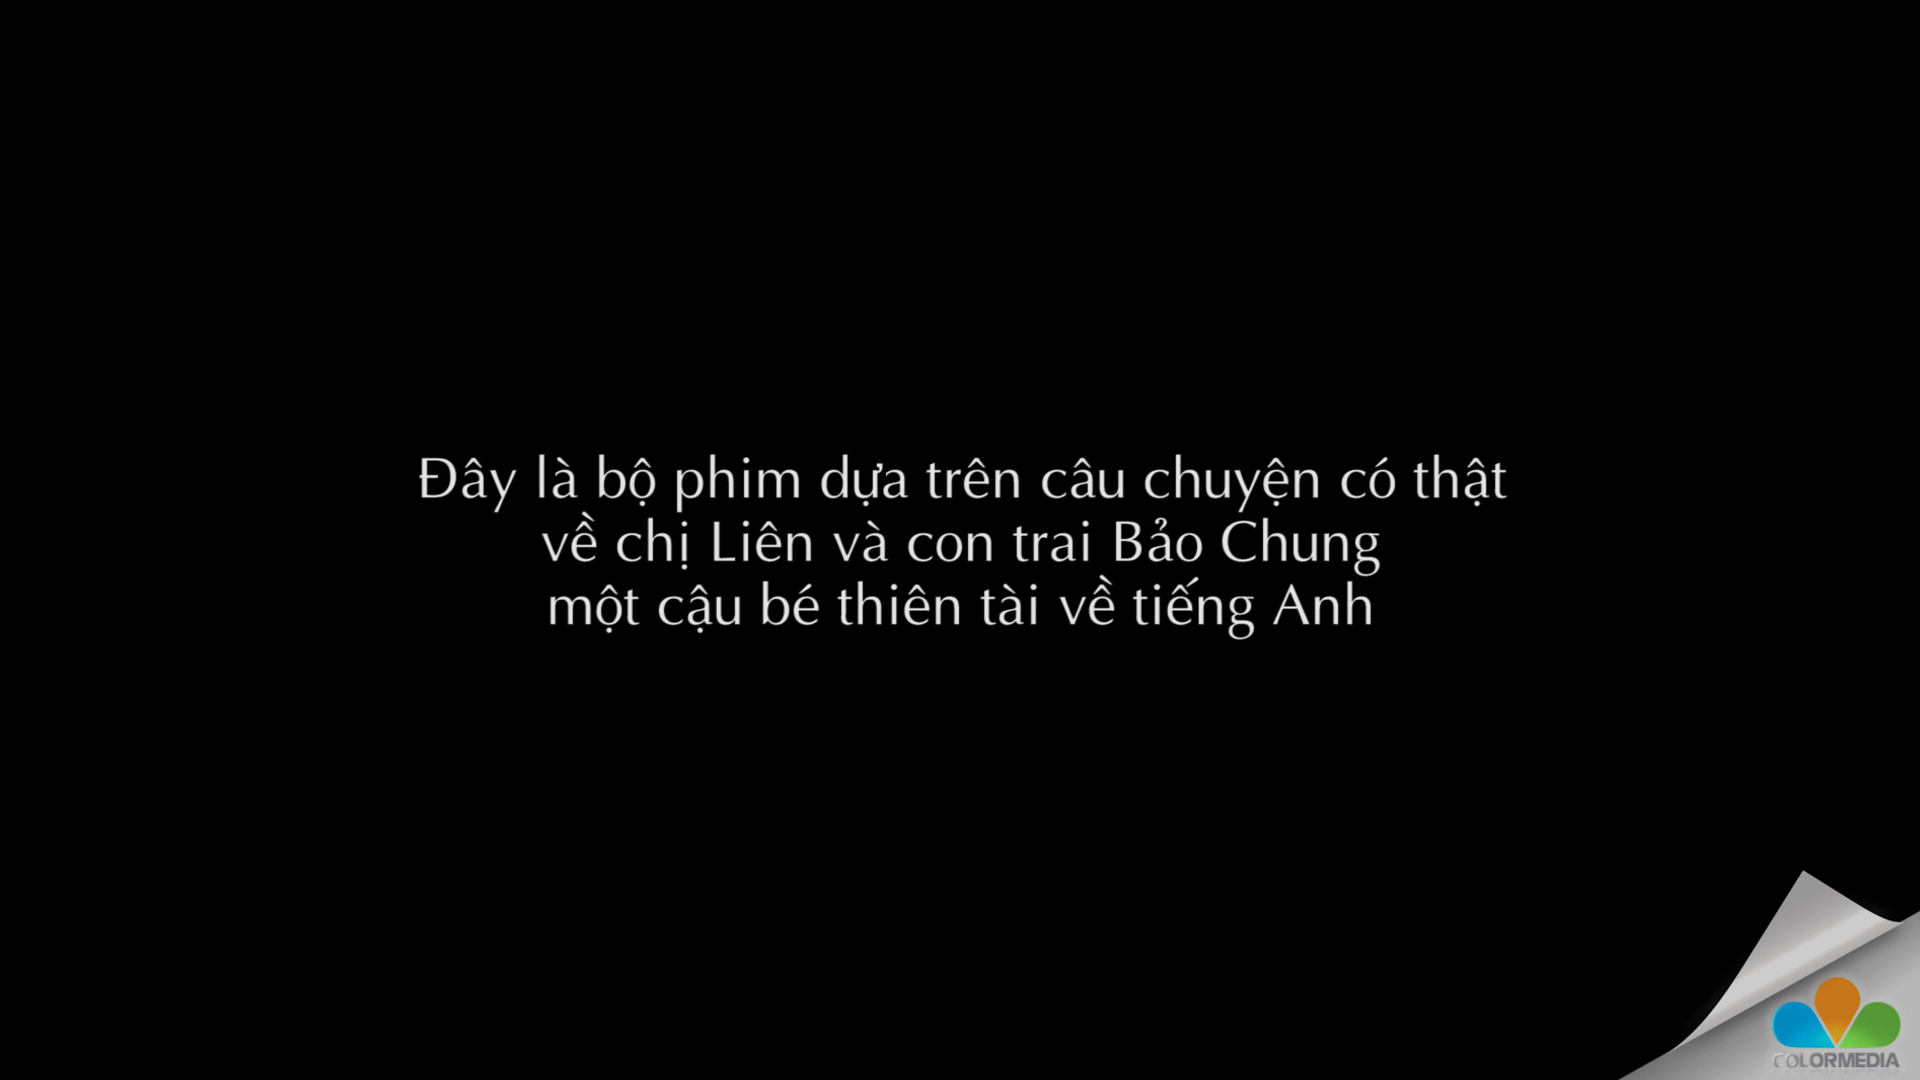 Đây là bộ phim dựa trên câu chuyện có thật
về chị Liên và con trai Bảo Chung
một cậu bé thiên tài về tiếng Anh
COLORMEDIA